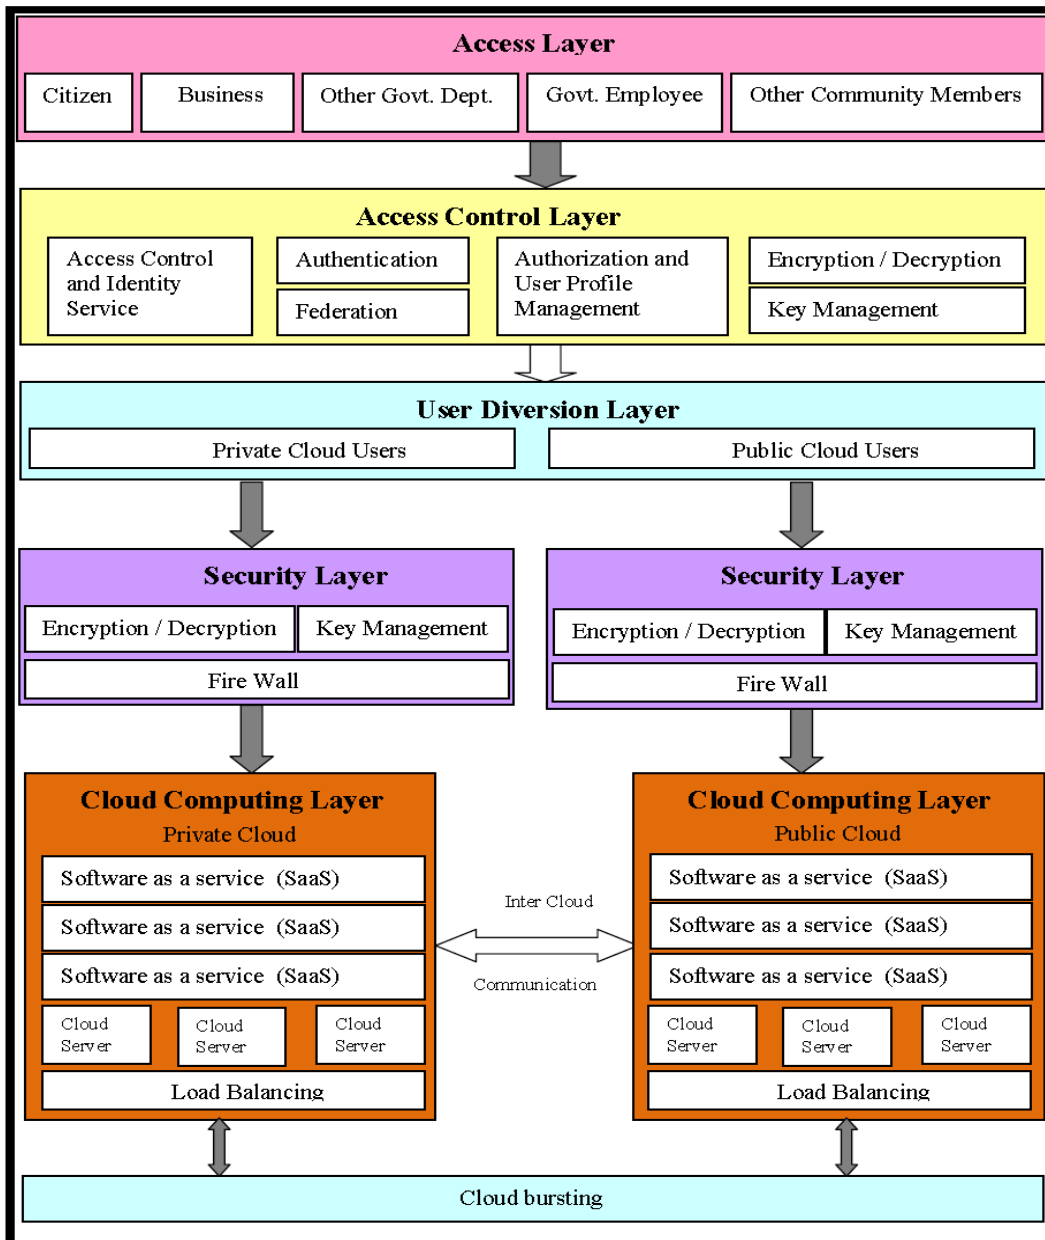 Access Layer
Citizen
Business
Other Govt. Dept.
Govt. Employee
Other Community Members
Access Control Layer
Access Control
and Identity
Service
Authentication
Federation
Authorization and
User Profile
Management
Encryption / Decryption
Key Management
User Diversion Layer
Private Cloud Users
Public Cloud Users
Security Layer
Encryption / Decryption
Key Management
Fire Wall
Security Layer
Encryption / Decryption
Key Management
Fire Wall
Cloud Computing Layer
Private Cloud
Software as a service (SaaS)
Software as a service (SaaS)
Software as a service (SaaS)
Cloud
Server
Cloud
Server
Cloud
Server
Load Balancing
Inter Cloud
Communication
Cloud Computing Layer
Public Cloud
Software as a service (SaaS)
Software as a service (SaaS)
Software as a service (SaaS)
Cloud
Server
Cloud
Server
Cloud
Server
Load Balancing
Cloud bursting